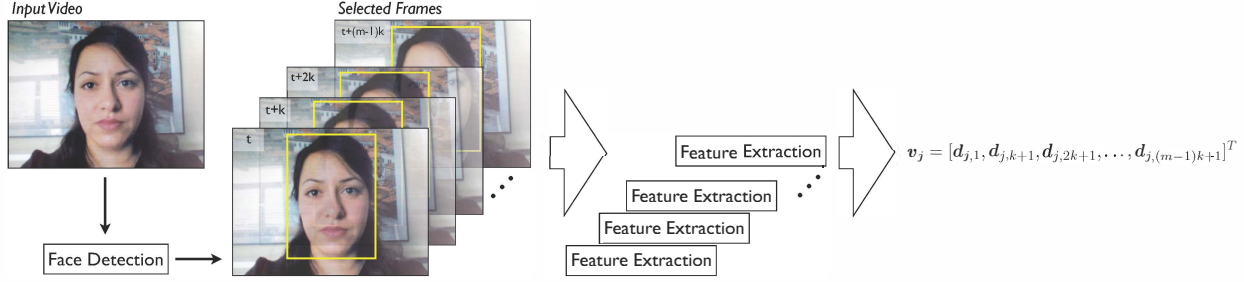 Input Video
Selected Frames
t+(m-1)k
t+2k
t+k
t
Face Detection
Feature Extraction
Feature Extraction
Feature Extraction
Feature Extraction
v_j = [d_{j,1}, d_{j,k+1}, d_{j,2k+1}, ..., d_{j,(m-1)k+1}]^T